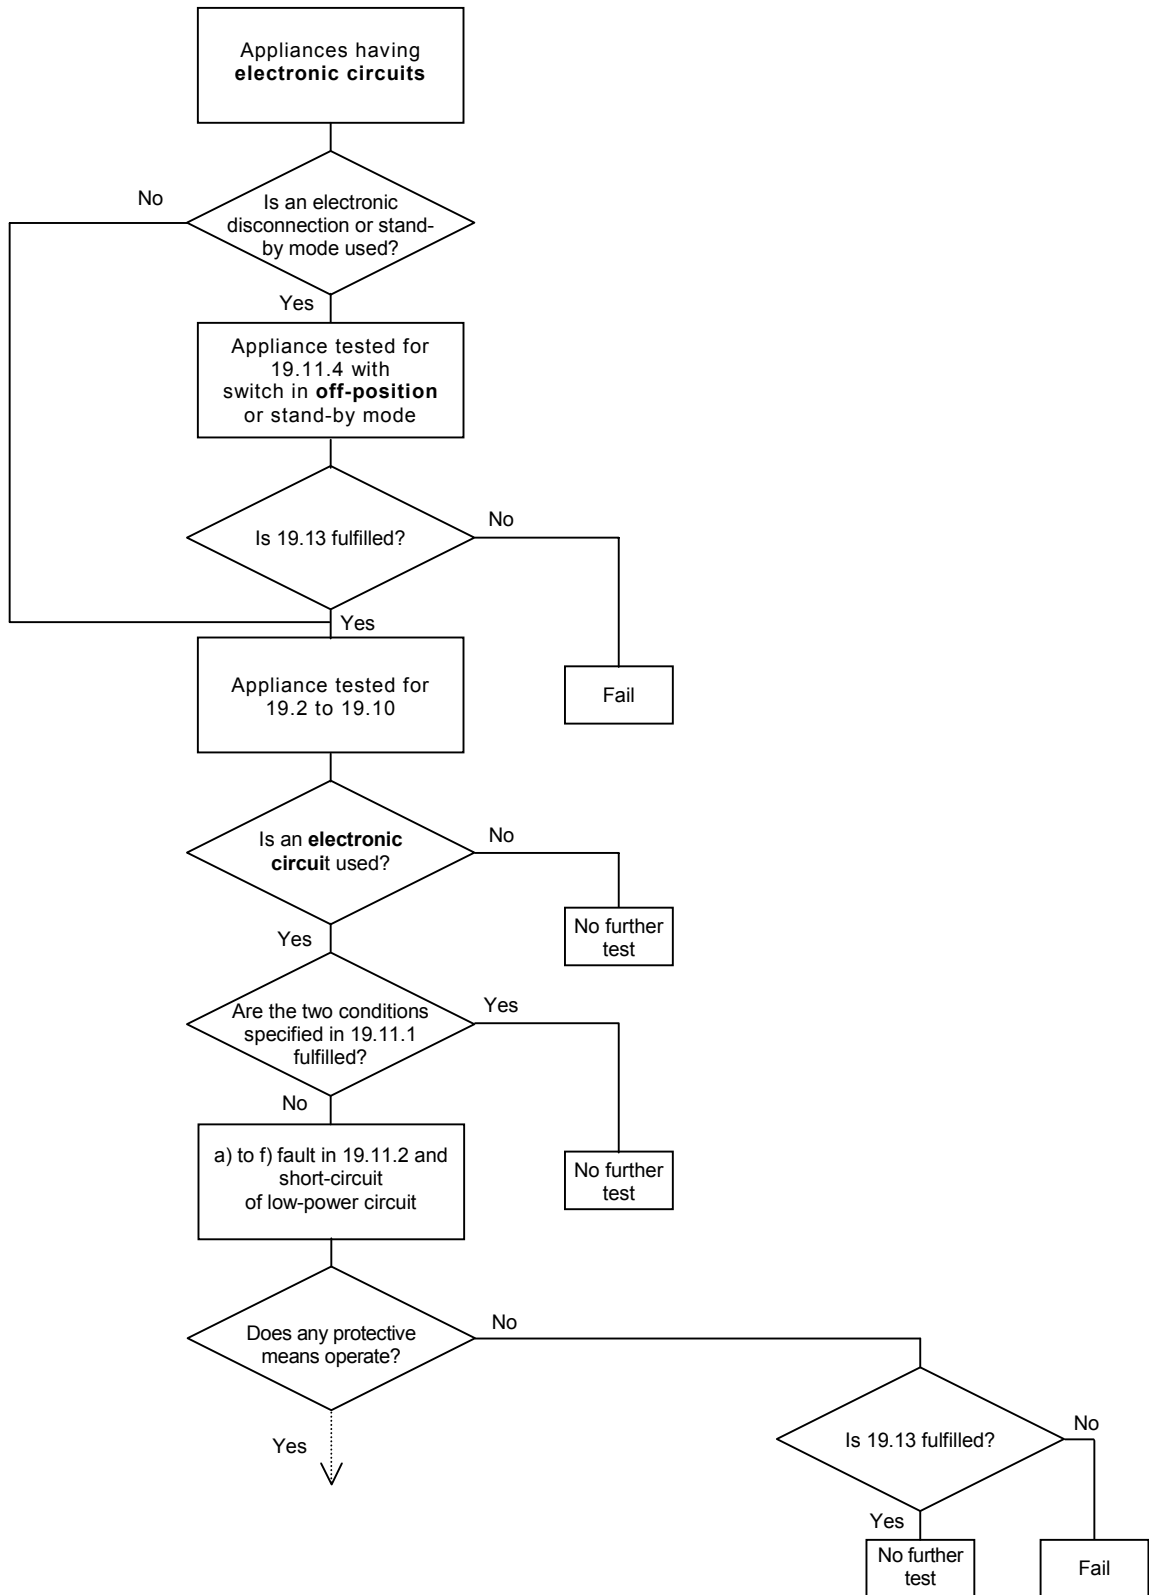 Appliances having
electronic circuits
No
Is an electronic
disconnection or stand-
by mode used?
Yes
Appliance tested for
19.11.4 with
switch in off-position
or stand-by mode
Is 19.13 fulfilled?
No
Yes
Appliance tested for
19.2 to 19.10
Fail
Is an electronic
circuit used?
No
No further
test
Yes
Are the two conditions
specified in 19.11.1
fulfilled?
Yes
No
a) to f) fault in 19.11.2 and
short-circuit
of low-power circuit
No further
test
Does any protective
means operate?
No
Yes
Is 19.13 fulfilled?
No
Yes
No further
test
Fail